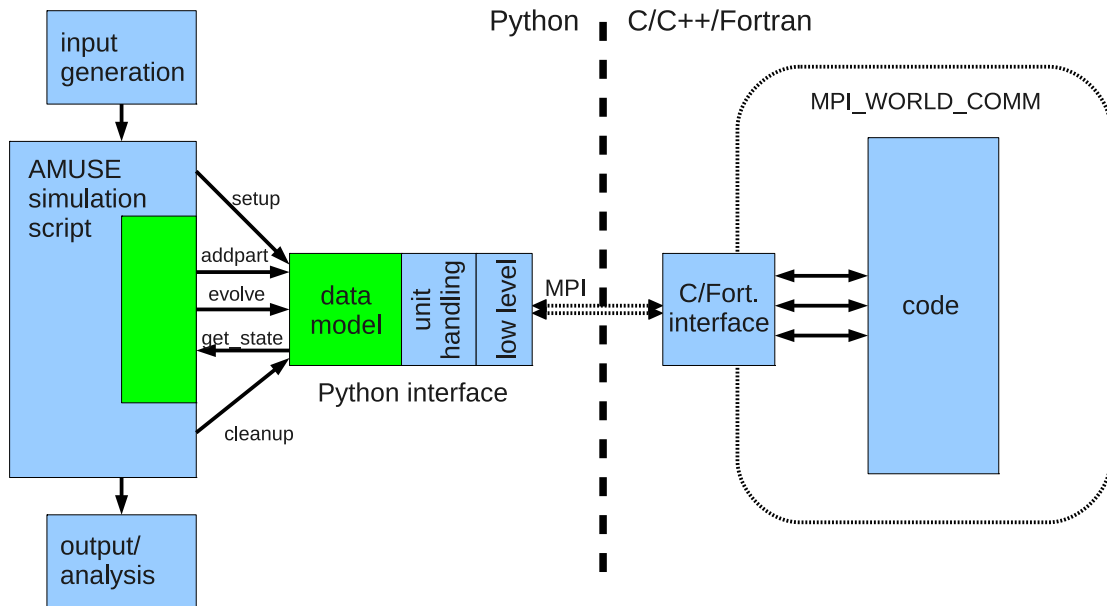 Python
C/C++/Fortran
input
generation
MPI_WORLD_COMM
AMUSE
simulation
script
setup
addpart
evolve
get_state
cleanup
data
model
unit
handling
low level
Python interface
MPI
C/Fort.
interface
code
output/
analysis